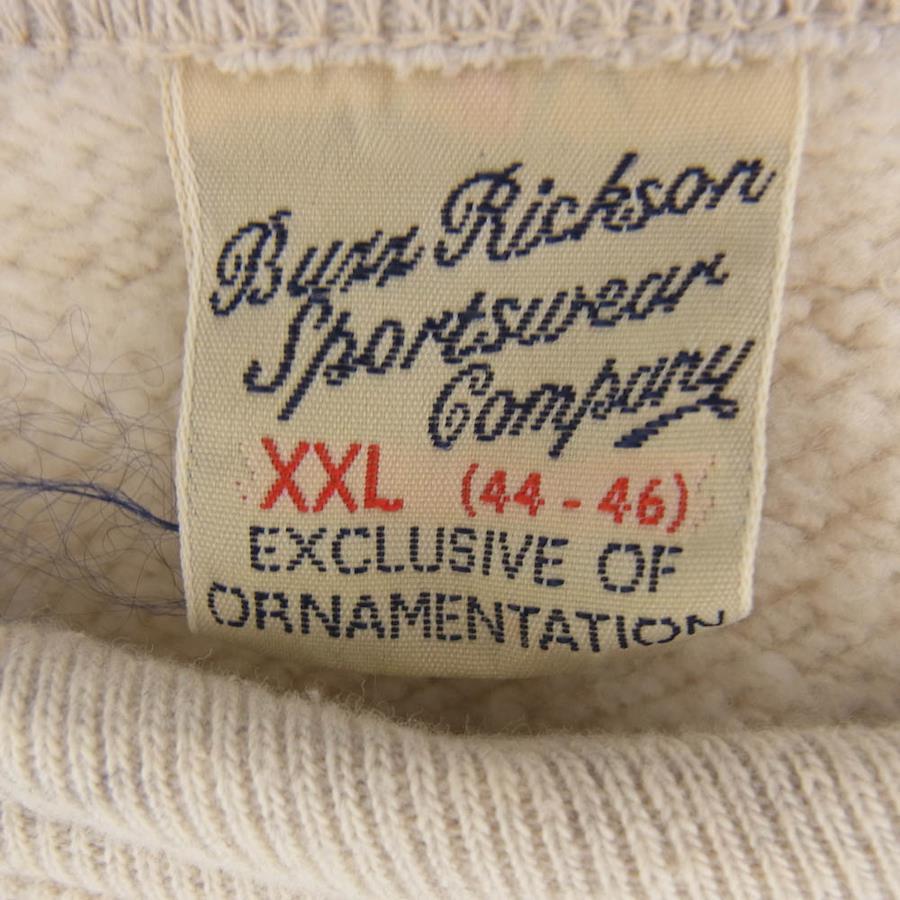 Buzz Rickson
Sportswear
Company
XXL (44-46)
EXCLUSIVE OF
ORNAMENTATION